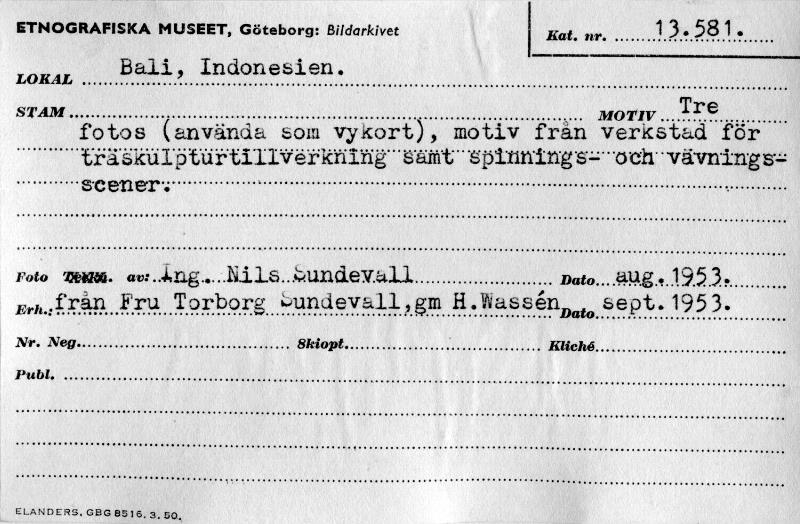 ETNOGRAFISKA MUSEET, Göteborg: Bildarkivet
Kat. nr. 13.581.
LOKAL Bali, Indonesien.
STAM MOTIV Tre
fotos (använda som vykort), motiv från verkstad för
träskulpturtillverkning samt spinnings- och vävnings-
scener.
Foto av: Ing. Nils Sundevall Dato aug. 1953.
Erh.: från Fru Torborg Sundevall,gm H.Wassén Dato sept. 1953.
Nr. Neg. Skiopt. Kliché
Publ.
ELANDERS, GBG 8516. 3. 50.